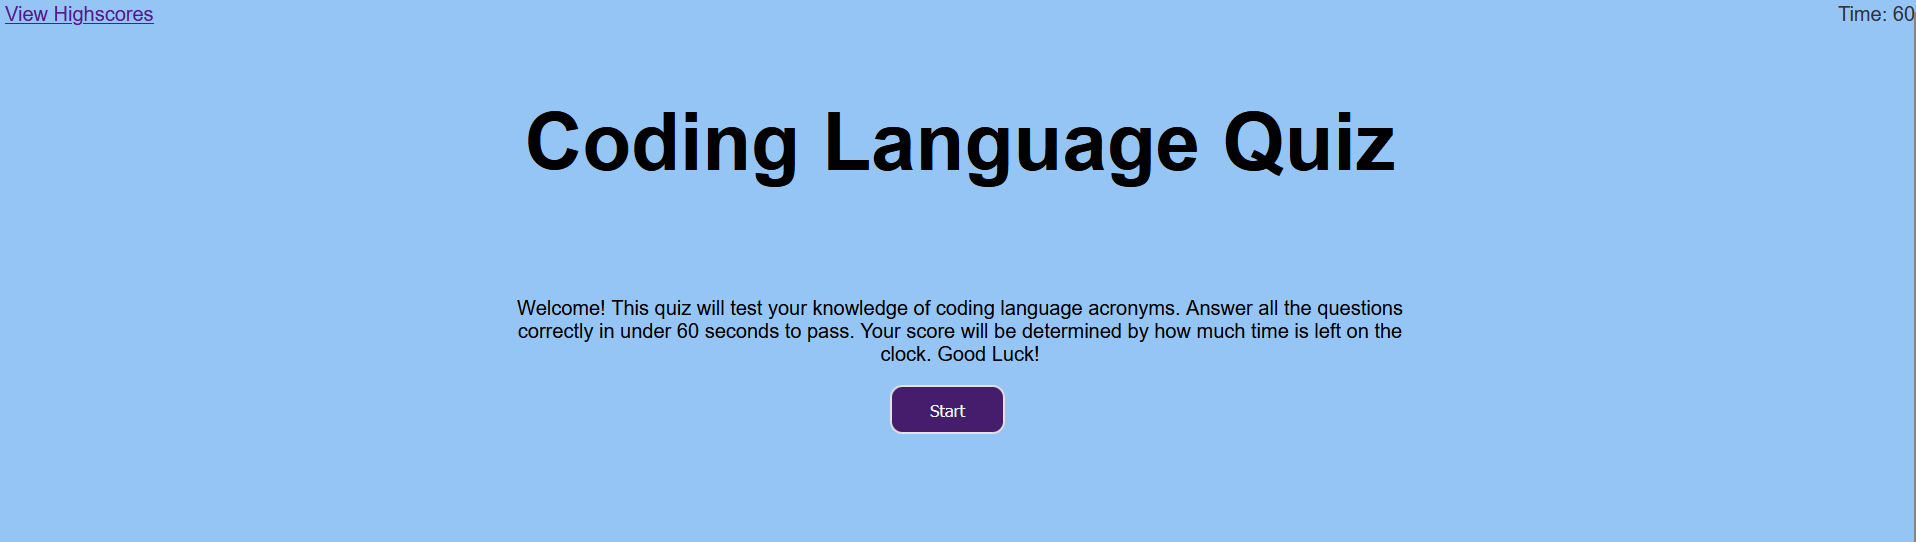 View Highscores
Time: 60
Coding Language Quiz
Welcome! This quiz will test your knowledge of coding language acronyms. Answer all the questions
correctly in under 60 seconds to pass. Your score will be determined by how much time is left on the
clock. Good Luck!
Start